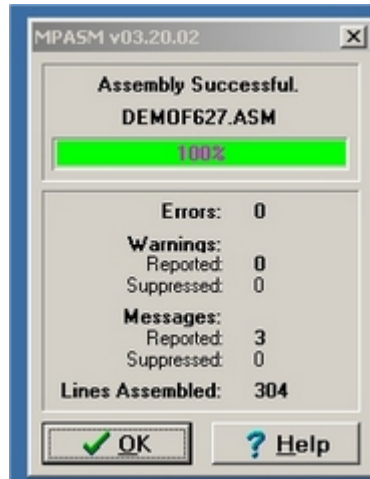 MPASM v03.20.02
Assembly Successful.
DEMOF627.ASM
100%
Errors: 0
Warnings:
Reported: 0
Suppressed: 0
Messages:
Reported: 3
Suppressed: 0
Lines Assembled: 304
OK
Help